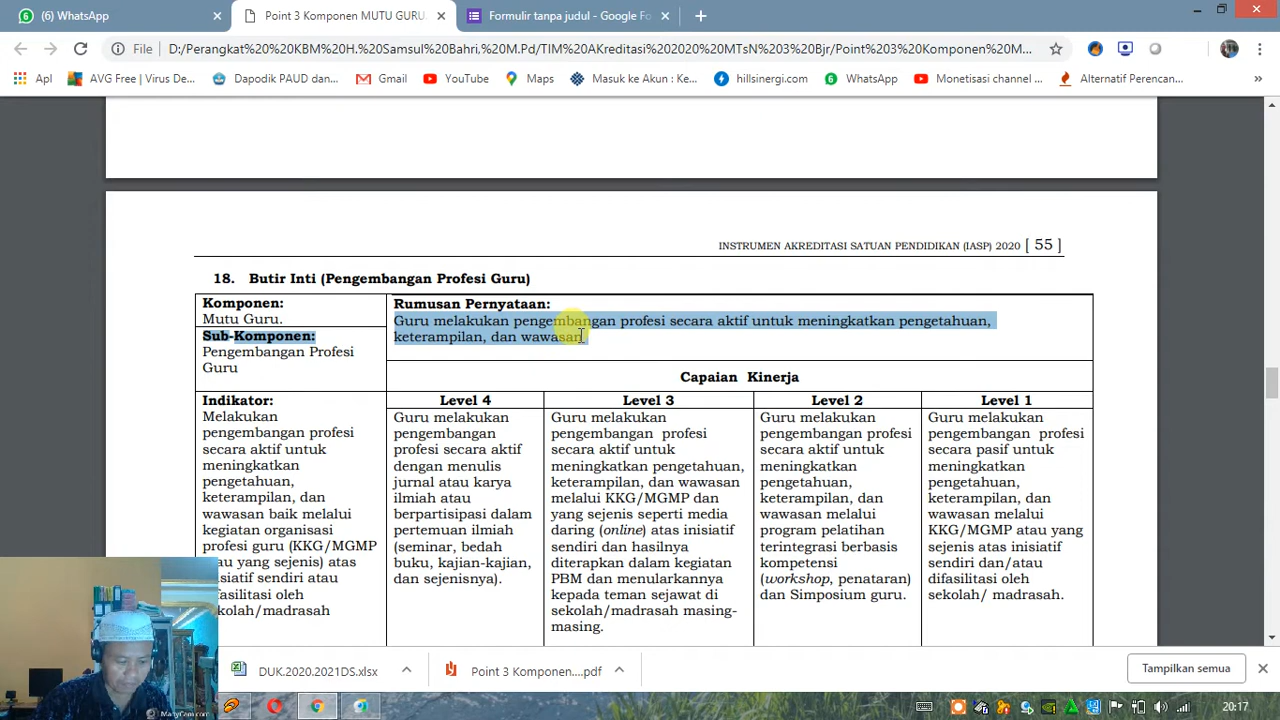 (6) WhatsApp
Point 3 Komponen MUTU GURU.
Formulir tanpa judul - Google Fo
File
D:/Perangkat%20%20KBM%20H.%20Samsul%20Bahri,%20M.Pd/TIM%20AKreditasi%202020%20MTsN%203%20Bjr/Point%203%20Komponen%20M...
Apl
AVG Free | Virus De...
Dapodik PAUD dan...
Gmail
YouTube
Maps
Masuk ke Akun : Ke...
hillsinergi.com
WhatsApp
Monetisasi channel ...
Alternatif Perencan...
»
INSTRUMEN AKREDITASI SATUAN PENDIDIKAN (IASP) 2020 [ 55 ]
18. Butir Inti (Pengembangan Profesi Guru)
Komponen:
Mutu Guru.
Sub-Komponen:
Pengembangan Profesi
Guru
Rumusan Pernyataan:
Guru melakukan pengembangan profesi secara aktif untuk meningkatkan pengetahuan,
keterampilan, dan wawasan.
Capaian Kinerja
Indikator:
Melakukan
pengembangan profesi
secara aktif untuk
meningkatkan
pengetahuan,
keterampilan, dan
wawasan baik melalui
kegiatan organisasi
profesi guru (KKG/MGMP
au yang sejenis) atas
isiatif sendiri atau
ifasilitasi oleh
ekolah/madrasah
Level 4
Guru melakukan
pengembangan
profesi secara aktif
dengan menulis
jurnal atau karya
ilmiah atau
berpartisipasi dalam
pertemuan ilmiah
(seminar, bedah
buku, kajian-kajian,
dan sejenisnya).
Level 3
Guru melakukan
pengembangan profesi
secara aktif untuk
meningkatkan pengetahuan,
keterampilan, dan wawasan
melalui KKG/MGMP dan
yang sejenis seperti media
daring (online) atas inisiatif
sendiri dan hasilnya
diterapkan dalam kegiatan
PBM dan menularkannya
kepada teman sejawat di
sekolah/madrasah masing-
masing.
Level 2
Guru melakukan
pengembangan profesi
secara aktif untuk
meningkatkan
pengetahuan,
keterampilan, dan
wawasan melalui
program pelatihan
terintegrasi berbasis
kompetensi
(workshop, penataran)
dan Simposium guru.
Level 1
Guru melakukan
pengembangan profesi
secara pasif untuk
meningkatkan
pengetahuan,
keterampilan, dan
wawasan melalui
KKG/MGMP atau yang
sejenis atas inisiatif
sendiri dan/atau
difasilitasi oleh
sekolah/ madrasah.
DUK.2020.2021DS.xlsx
Point 3 Komponen....pdf
Tampilkan semua
ManyCam.com
20:17